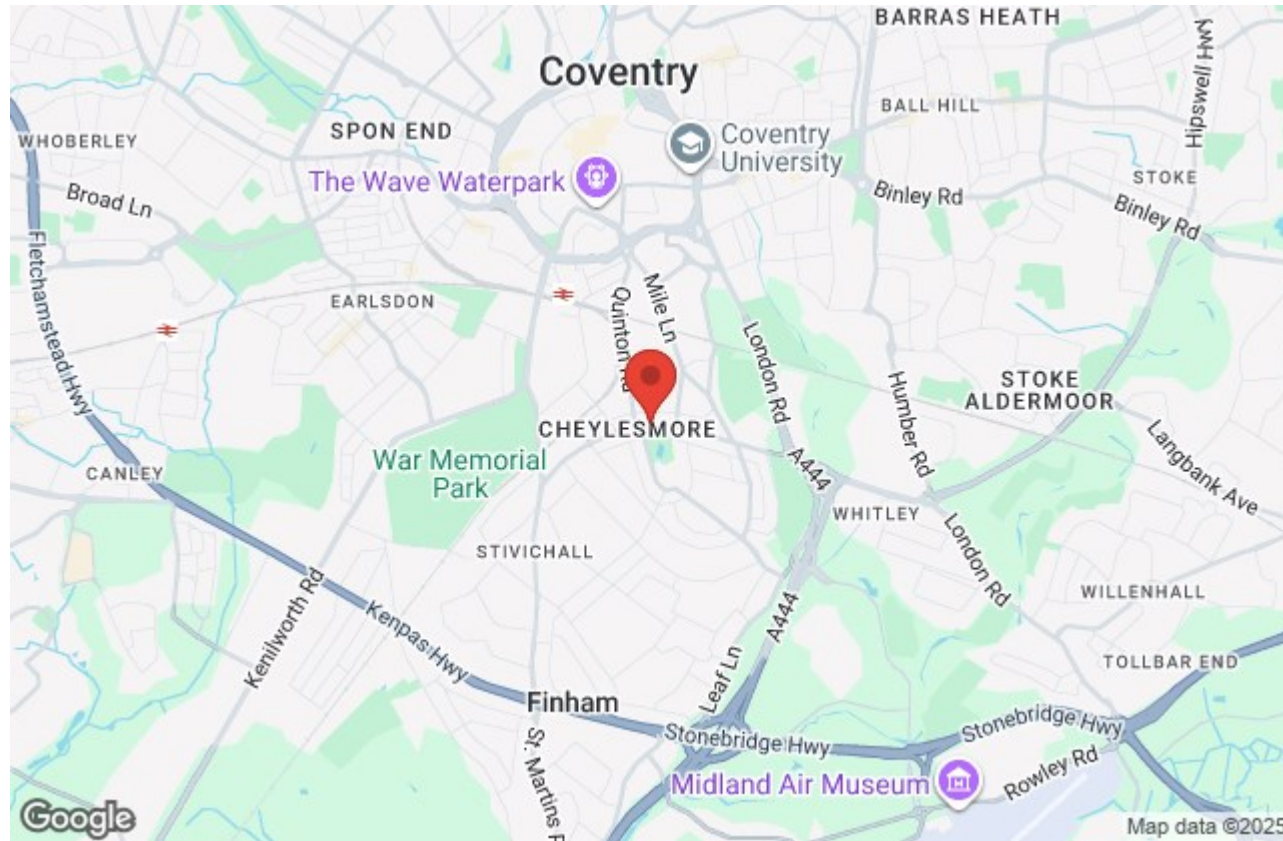 BARRAS HEATH
Coventry
BALL HILL
Hipswell Hwy
SPON END
WHOBERLEY
Coventry
University
The Wave Waterpark
STOKE
Broad Ln
Binley Rd
Binley Rd
Fletchamstead Hwy
EARLSDON
Quinton Rd
Mile Ln
London Rd
Humber Rd
STOKE
ALDERMOOR
CHEYLESMORE
War Memorial
Park
CANLEY
A444
Langbank Ave
WHITLEY
London Rd
STIVICHALL
Kenilworth Rd
Kenpas Hwy
WILLENHALL
A444
Leaf Ln
TOLLBAR END
Finham
Stonebridge Hwy
Stonebridge Hwy
St. Martins R
Midland Air Museum
Rowley Rd
Google
Map data ©2025